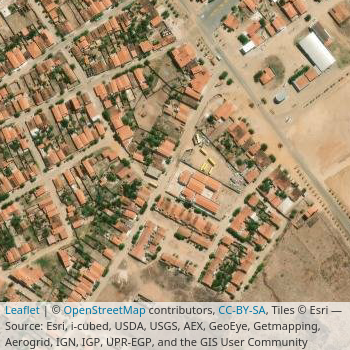 Leaflet | © OpenStreetMap contributors, CC-BY-SA, Tiles © Esri —
Source: Esri, i-cubed, USDA, USGS, AEX, GeoEye, Getmapping,
Aerogrid, IGN, IGP, UPR-EGP, and the GIS User Community